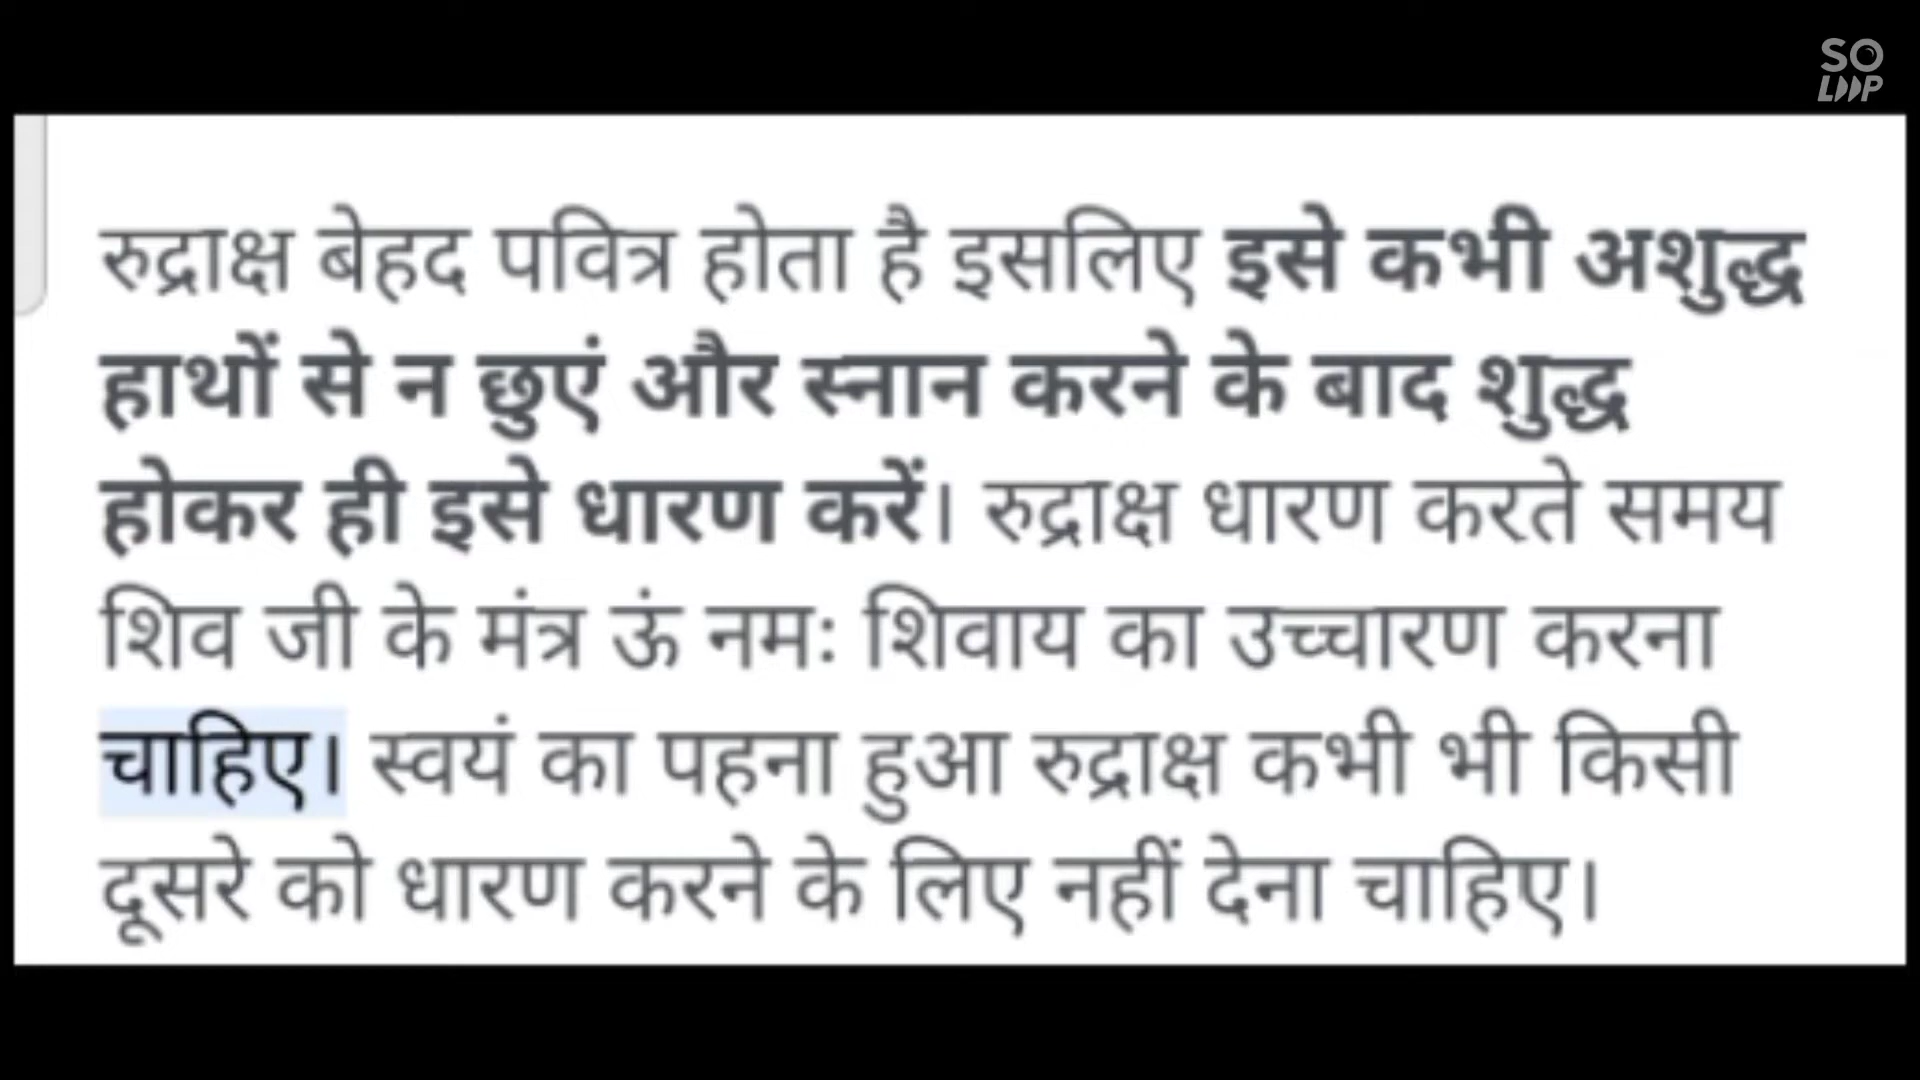 SO
LOOP
रुद्राक्ष बेहद पवित्र होता है इसलिए इसे कभी अशुद्ध
हाथों से न छुएं और स्नान करने के बाद शुद्ध
होकर ही इसे धारण करें। रुद्राक्ष धारण करते समय
शिव जी के मंत्र ऊं नमः शिवाय का उच्चारण करना
चाहिए। स्वयं का पहना हुआ रुद्राक्ष कभी भी किसी
दूसरे को धारण करने के लिए नहीं देना चाहिए।